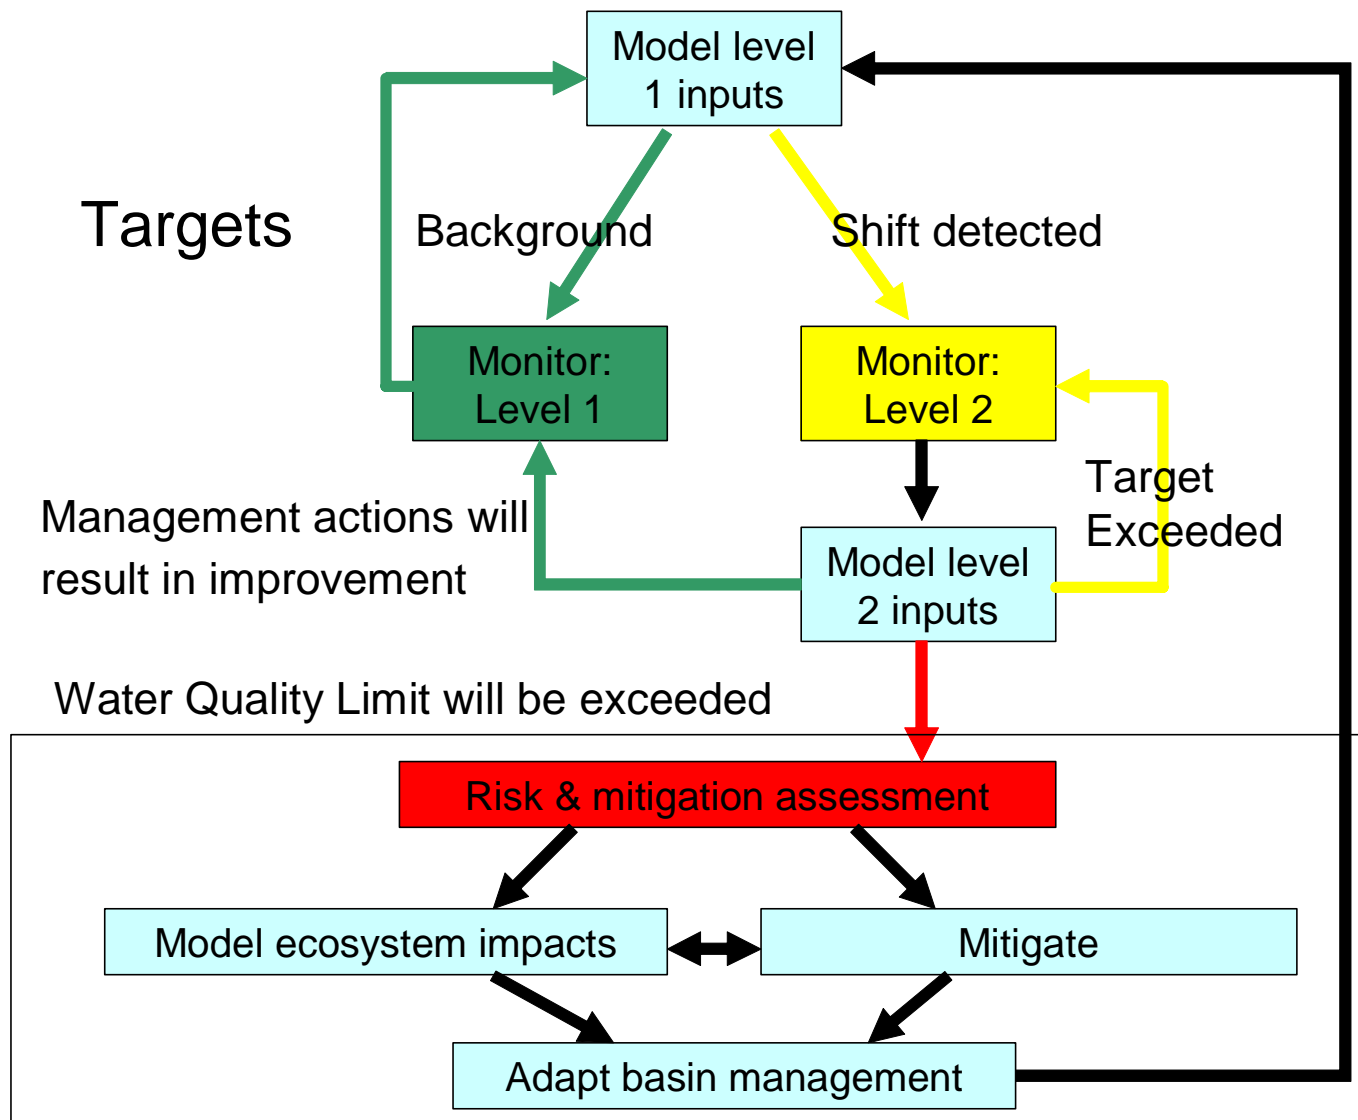 Model level
1 inputs
Targets
Background
Shift detected
Monitor:
Level 1
Monitor:
Level 2
Target
Exceeded
Management actions will
result in improvement
Model level
2 inputs
Water Quality Limit will be exceeded
Risk & mitigation assessment
Model ecosystem impacts
Mitigate
Adapt basin management